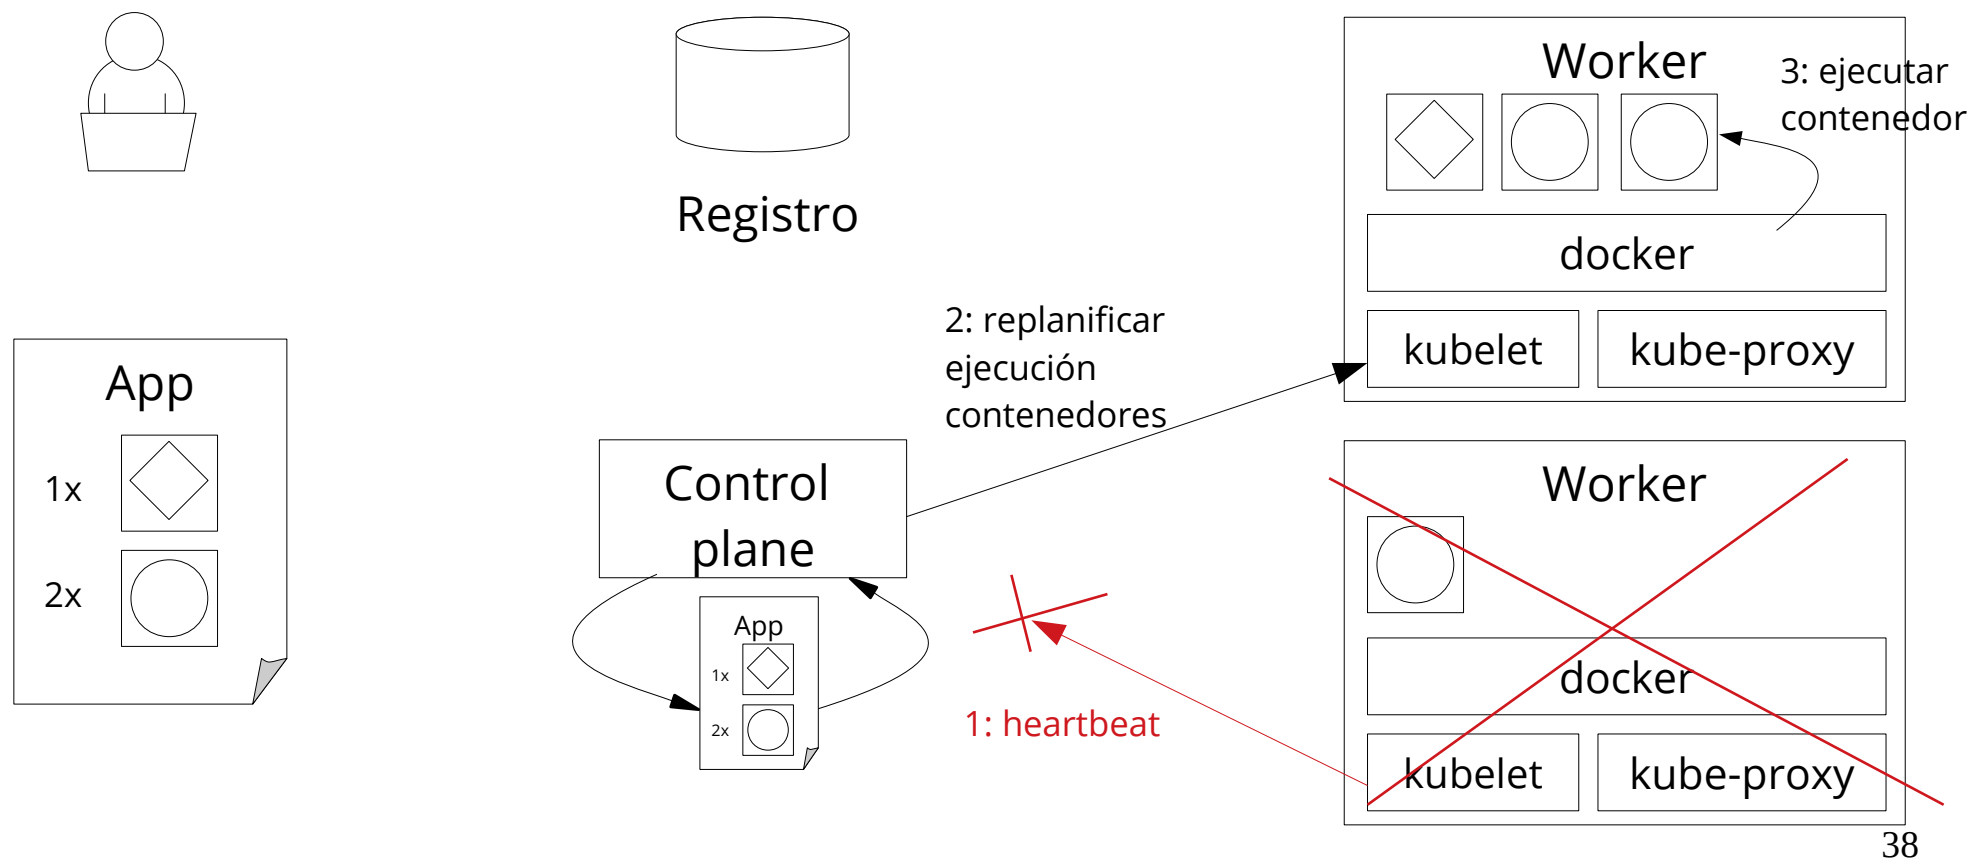 Registro
App
1x
2x
2: replanificar
ejecución
contenedores
Control
plane
App
1x
2x
1: heartbeat
Worker
3: ejecutar
contenedor
docker
kubelet
kube-proxy
Worker
docker
kubelet
kube-proxy
38